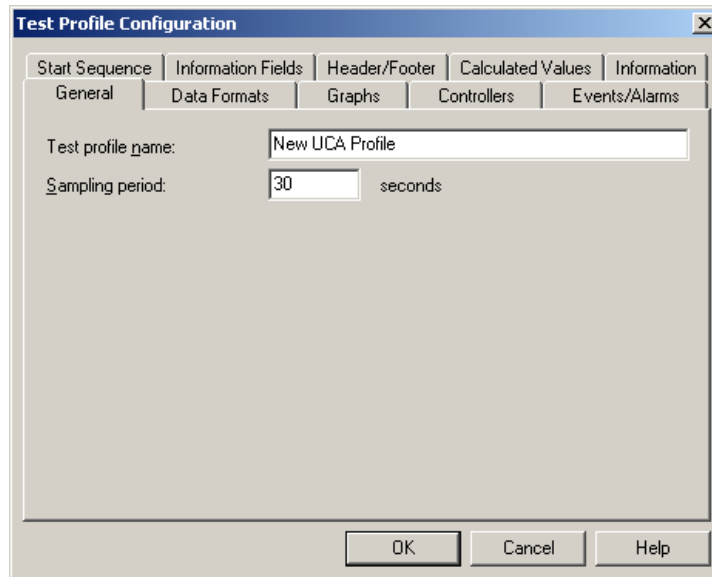 Test Profile Configuration
Start Sequence Information Fields Header/Footer Calculated Values Information
General Data Formats Graphs Controllers Events/Alarms
Test profile name: New UCA Profile
Sampling period: 30 seconds
OK Cancel Help